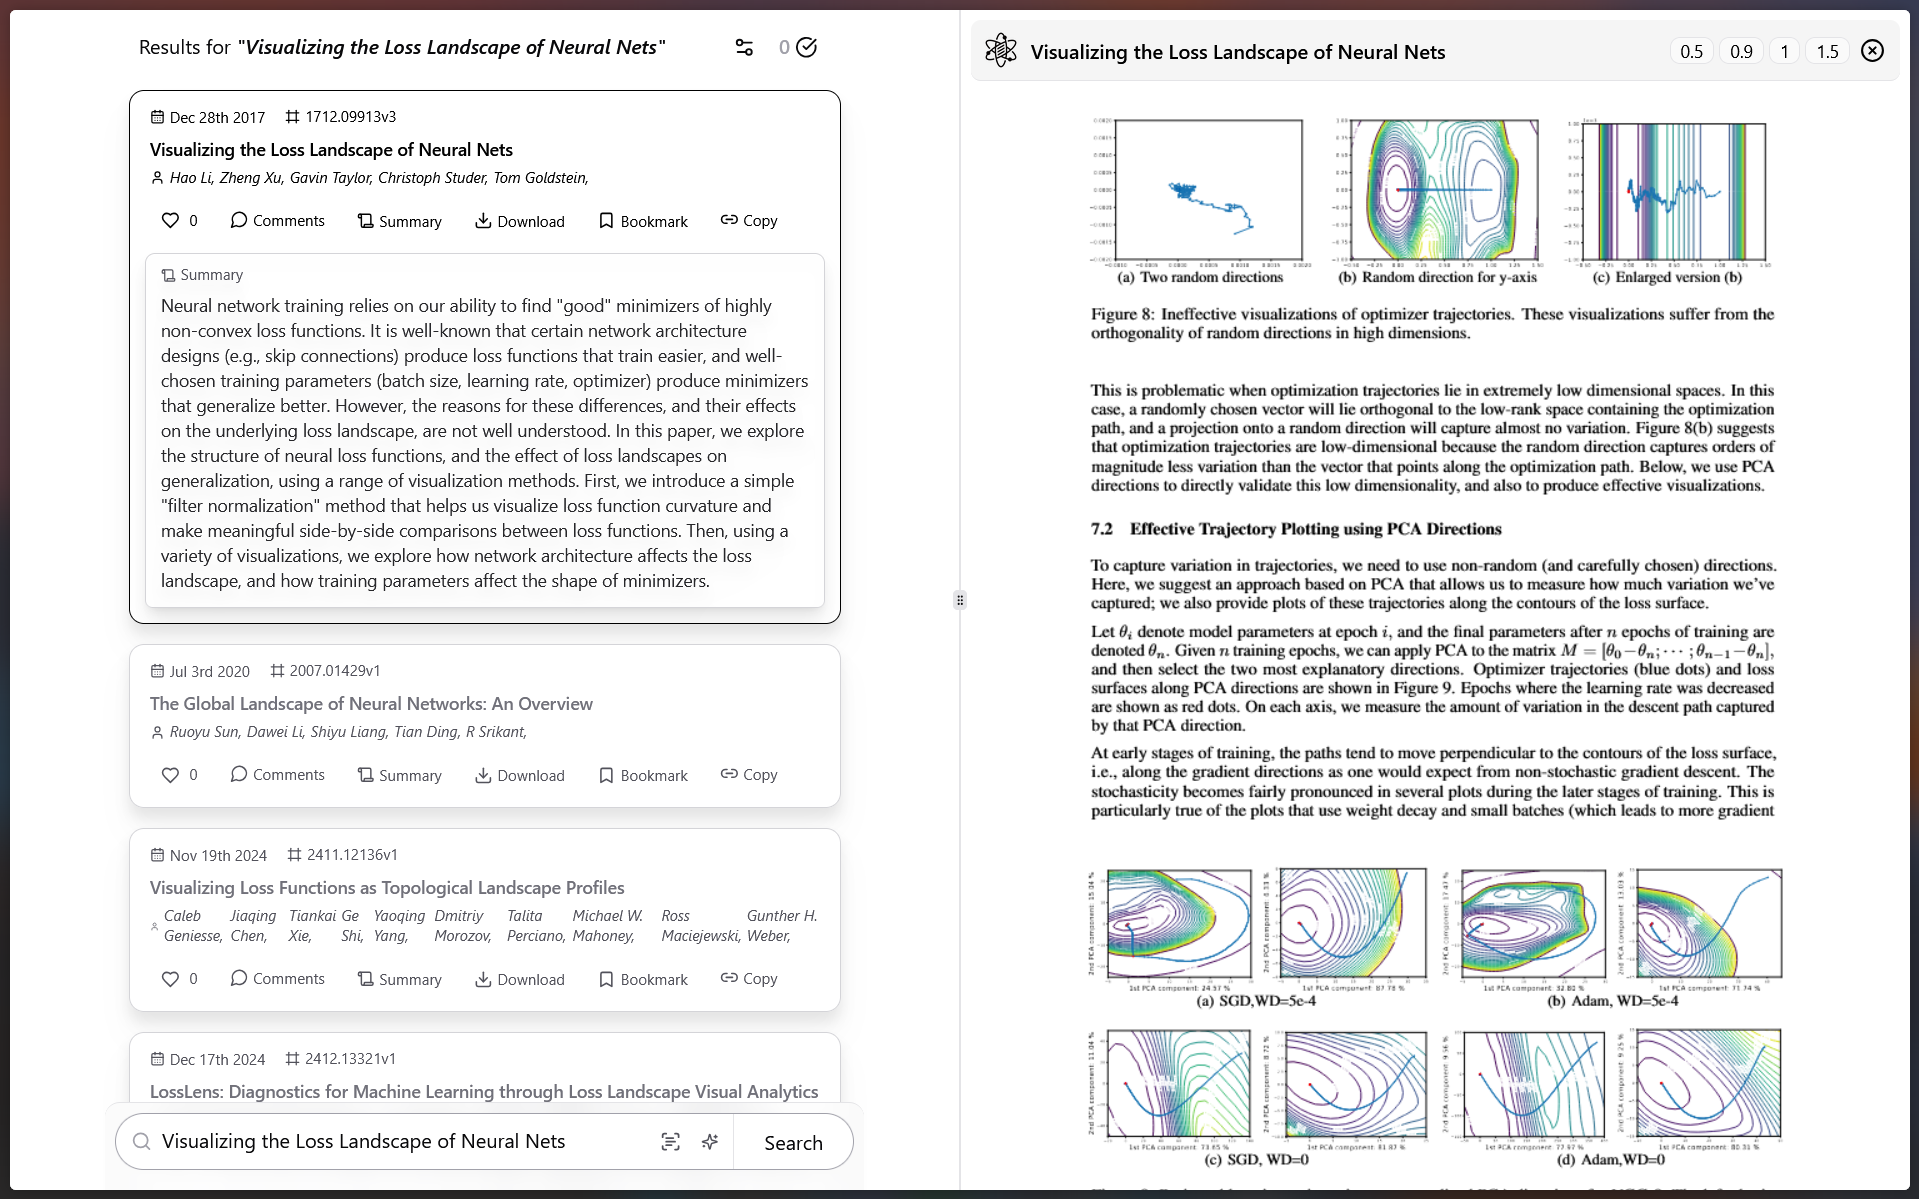 Results for "Visualizing the Loss Landscape of Neural Nets"
0
Dec 28th 2017 1712.09913v3
Visualizing the Loss Landscape of Neural Nets
Hao Li, Zheng Xu, Gavin Taylor, Christoph Studer, Tom Goldstein,
0 Comments Summary Download Bookmark Copy
Summary
Neural network training relies on our ability to find "good" minimizers of highly
non-convex loss functions. It is well-known that certain network architecture
designs (e.g., skip connections) produce loss functions that train easier, and well-
chosen training parameters (batch size, learning rate, optimizer) produce minimizers
that generalize better. However, the reasons for these differences, and their effects
on the underlying loss landscape, are not well understood. In this paper, we explore
the structure of neural loss functions, and the effect of loss landscapes on
generalization, using a range of visualization methods. First, we introduce a simple
"filter normalization" method that helps us visualize loss function curvature and
make meaningful side-by-side comparisons between loss functions. Then, using a
variety of visualizations, we explore how network architecture affects the loss
landscape, and how training parameters affect the shape of minimizers.
Jul 3rd 2020 2007.01429v1
The Global Landscape of Neural Networks: An Overview
Ruoyu Sun, Dawei Li, Shiyu Liang, Tian Ding, R Srikant,
0 Comments Summary Download Bookmark Copy
Nov 19th 2024 2411.12136v1
Visualizing Loss Functions as Topological Landscape Profiles
Caleb Geniesse, Jiaqing Chen, Tiankai Xie, Ge Shi, Yaoqing Yang, Dmitriy Morozov, Talita Perciano, Michael W. Mahoney, Ross Maciejewski, Gunther H. Weber,
0 Comments Summary Download Bookmark Copy
Dec 17th 2024 2412.13321v1
LossLens: Diagnostics for Machine Learning through Loss Landscape Visual Analytics
Visualizing the Loss Landscape of Neural Nets
Search
Visualizing the Loss Landscape of Neural Nets
0.5 0.9 1 1.5
(a) Two random directions
(b) Random direction for y-axis
(c) Enlarged version (b)
Figure 8: Ineffective visualizations of optimizer trajectories. These visualizations suffer from the
orthogonality of random directions in high dimensions.
This is problematic when optimization trajectories lie in extremely low dimensional spaces. In this
case, a randomly chosen vector will lie orthogonal to the low-rank space containing the optimization
path, and a projection onto a random direction will capture almost no variation. Figure 8(b) suggests
that optimization trajectories are low-dimensional because the random direction captures orders of
magnitude less variation than the vector that points along the optimization path. Below, we use PCA
directions to directly validate this low dimensionality, and also to produce effective visualizations.
7.2 Effective Trajectory Plotting using PCA Directions
To capture variation in trajectories, we need to use non-random (and carefully chosen) directions.
Here, we suggest an approach based on PCA that allows us to measure how much variation we've
captured; we also provide plots of these trajectories along the contours of the loss surface.
Let θi denote model parameters at epoch i, and the final parameters after n epochs of training are
denoted θn. Given n training epochs, we can apply PCA to the matrix M = [θ0−θn; ··· ; θn−1−θn],
and then select the two most explanatory directions. Optimizer trajectories (blue dots) and loss
surfaces along PCA directions are shown in Figure 9. Epochs where the learning rate was decreased
are shown as red dots. On each axis, we measure the amount of variation in the descent path captured
by that PCA direction.
At early stages of training, the paths tend to move perpendicular to the contours of the loss surface,
i.e., along the gradient directions as one would expect from non-stochastic gradient descent. The
stochasticity becomes fairly pronounced in several plots during the later stages of training. This is
particularly true of the plots that use weight decay and small batches (which leads to more gradient
(a) SGD,WD=5e-4
(b) Adam, WD=5e-4
(c) SGD, WD=0
(d) Adam,WD=0